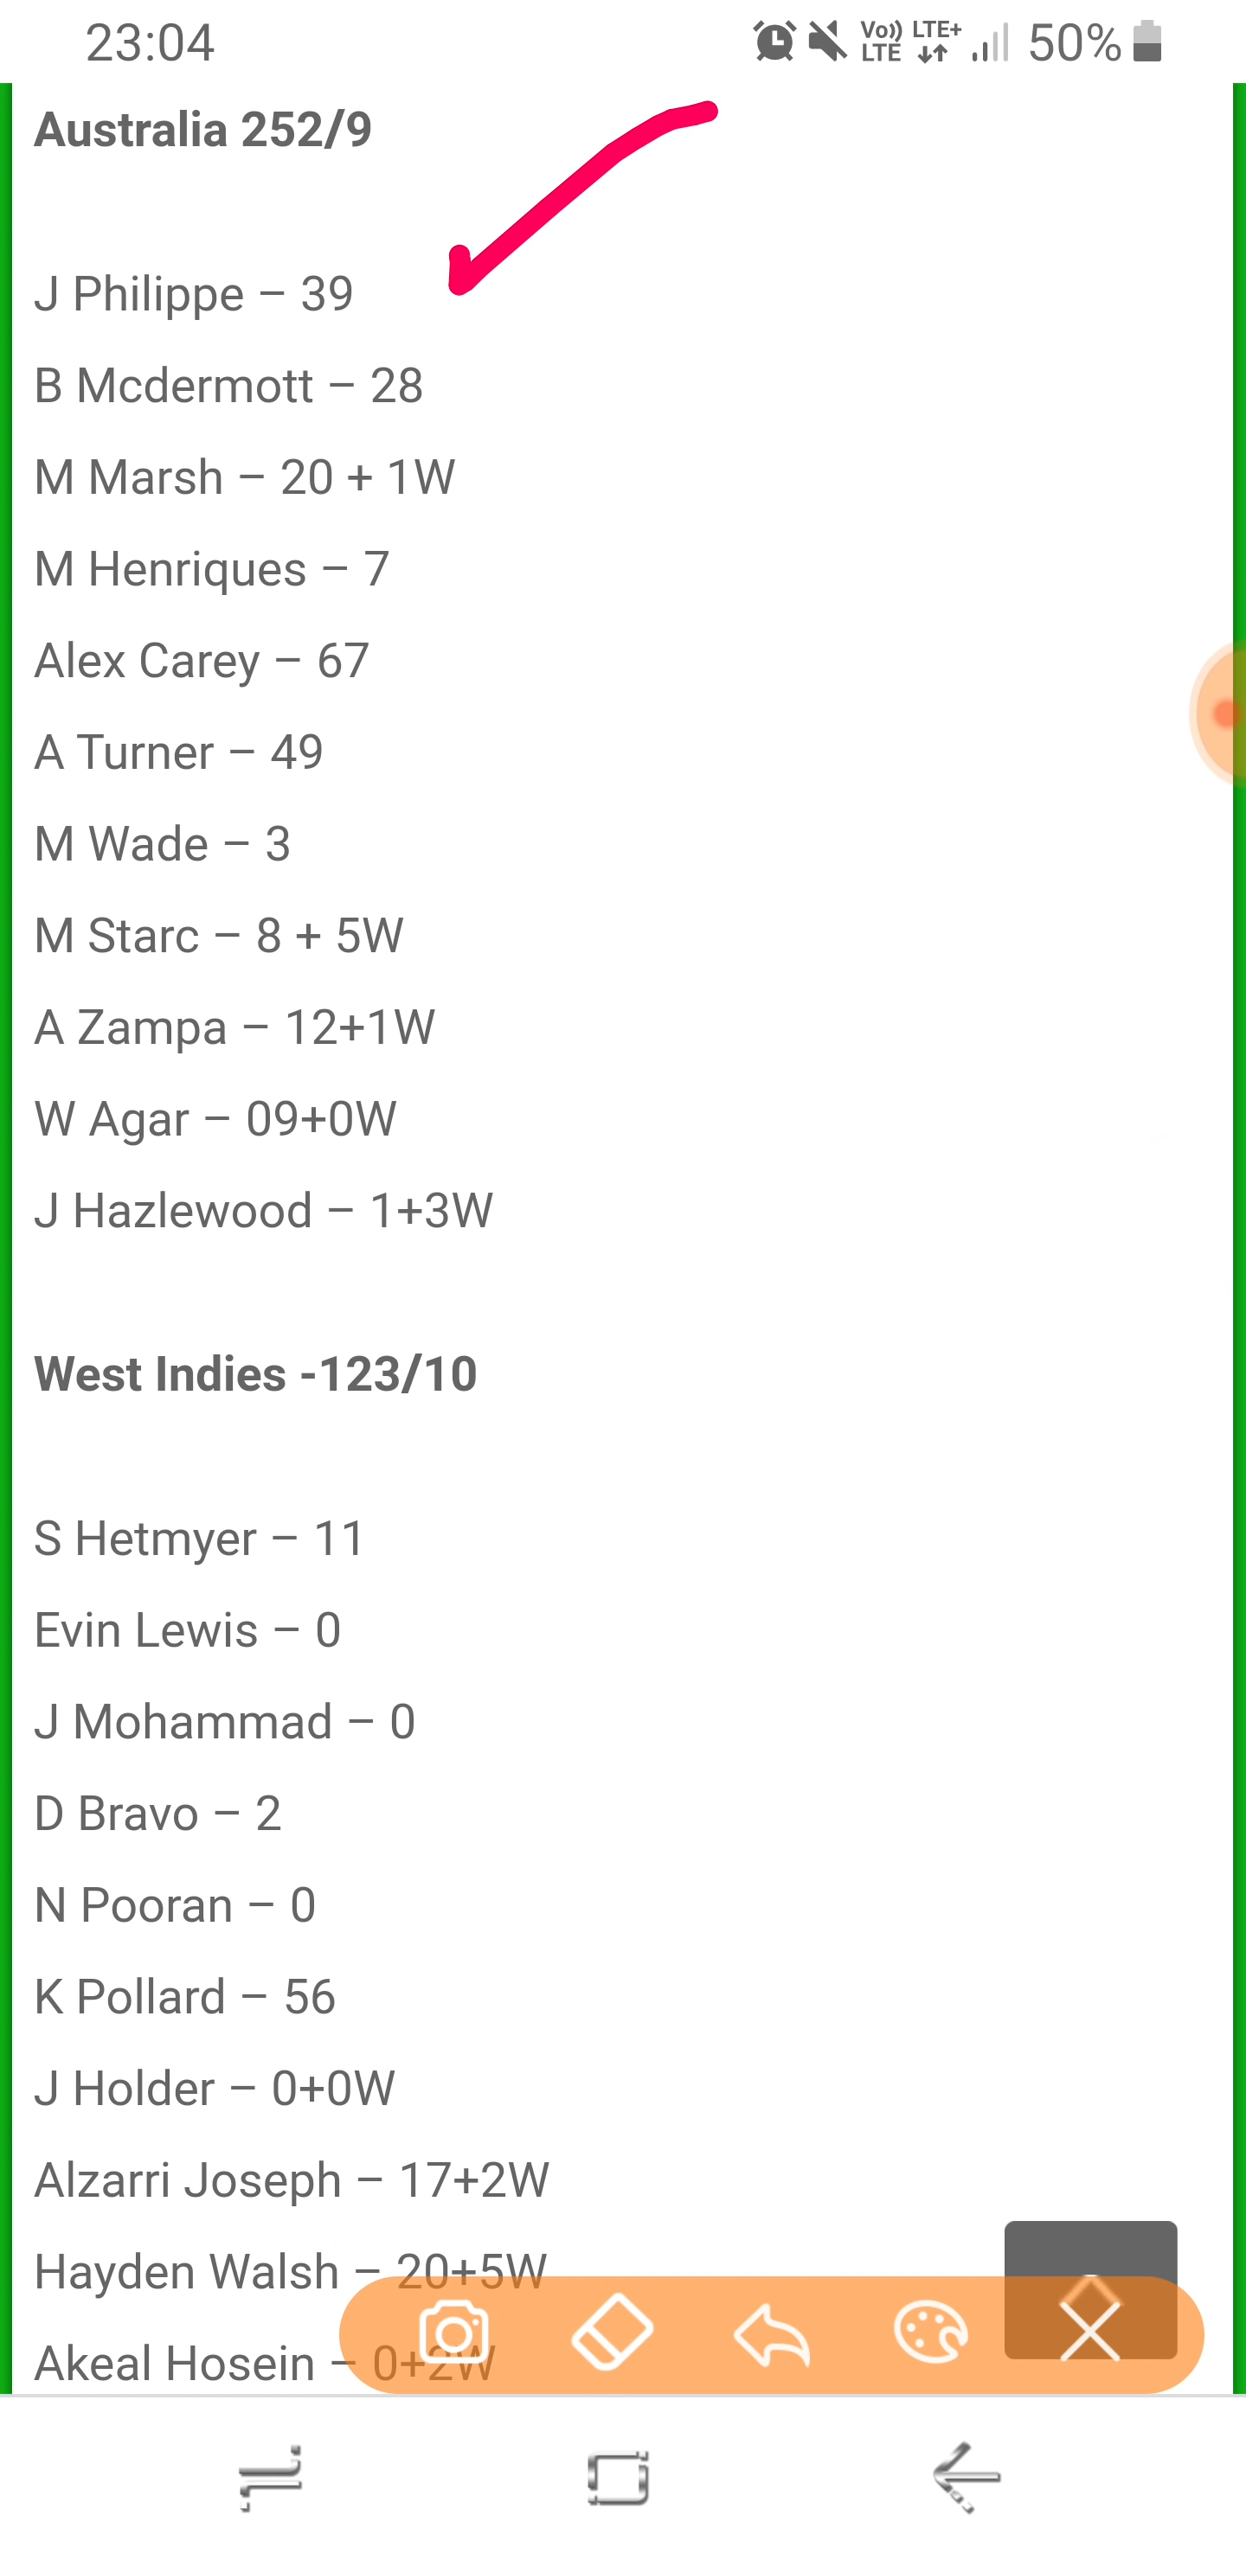 23:04 Vo)) LTE LTE+ 50%
Australia 252/9
J Philippe – 39
B Mcdermott – 28
M Marsh – 20 + 1W
M Henriques – 7
Alex Carey – 67
A Turner – 49
M Wade – 3
M Starc – 8 + 5W
A Zampa – 12+1W
W Agar – 09+0W
J Hazlewood – 1+3W
West Indies -123/10
S Hetmyer – 11
Evin Lewis – 0
J Mohammad – 0
D Bravo – 2
N Pooran – 0
K Pollard – 56
J Holder – 0+0W
Alzarri Joseph – 17+2W
Hayden Walsh – 20+5W
Akeal Hosein – 0+2W